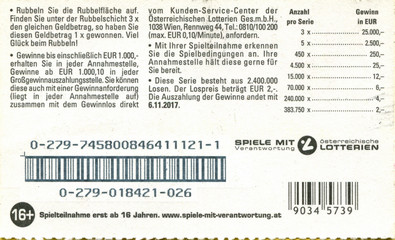 • Rubbeln Sie die Rubbelfläche auf.
Finden Sie unter der Rubbelschicht 3 x
den gleichen Geldbetrag, so haben Sie
diesen Geldbetrag 1 x gewonnen. Viel
Glück beim Rubbeln!
• Gewinne bis einschließlich EUR 1.000,-
erhalten Sie in jeder Annahmestelle,
Gewinne ab EUR 1.000,10 in jeder
Großgewinnauszahlungsstelle. Sie können
diese auch mit einer Gewinnanforderung
(liegt in jeder Annahmestelle auf)
zusammen mit dem Gewinnlos direkt
vom Kunden-Service-Center der
Österreichischen Lotterien Ges.m.b.H.,
1038 Wien, Rennweg 44, Tel.: 0810/100 200
(max. EUR 0,10/Minute), anfordern.
• Mit Ihrer Spielteilnahme erkennen
Sie die Spielbedingungen an. Ihre
Annahmestelle hält diese gerne für
Sie bereit.
• Diese Serie besteht aus 2.400.000
Losen. Der Lospreis beträgt EUR 2,-.
Die Auszahlung der Gewinne endet mit
6.11.2017.
Anzahl pro Serie Gewinn in EUR
3 x 25.000,-
5 x 2.500,-
450 x 250,-
4.500 x 25,-
15.000 x 12,-
70.000 x 6,-
240.000 x 4,-
383.750 x 2,-
0-279-745800846411121-1
0-279-018421-026
SPIELE MIT Verantwortung
österreichische LOTTERIEN
9034 5739
16+ Spielteilnahme erst ab 16 Jahren. www.spiele-mit-verantwortung.at